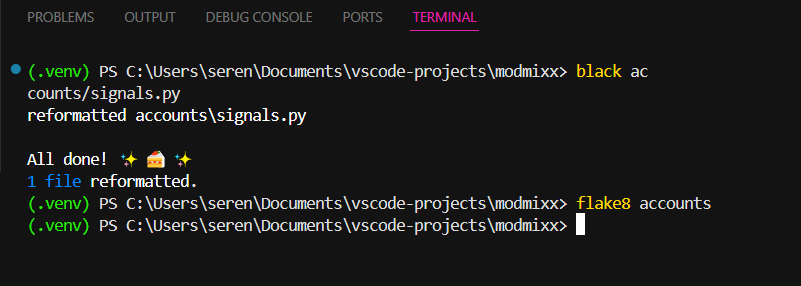 PROBLEMS OUTPUT DEBUG CONSOLE PORTS TERMINAL
(.venv) PS C:\Users\seren\Documents\vscode-projects\modmixx> black ac
counts/signals.py
reformatted accounts\signals.py
All done! ✨ 🍰 ✨
1 file reformatted.
(.venv) PS C:\Users\seren\Documents\vscode-projects\modmixx> flake8 accounts
(.venv) PS C:\Users\seren\Documents\vscode-projects\modmixx>